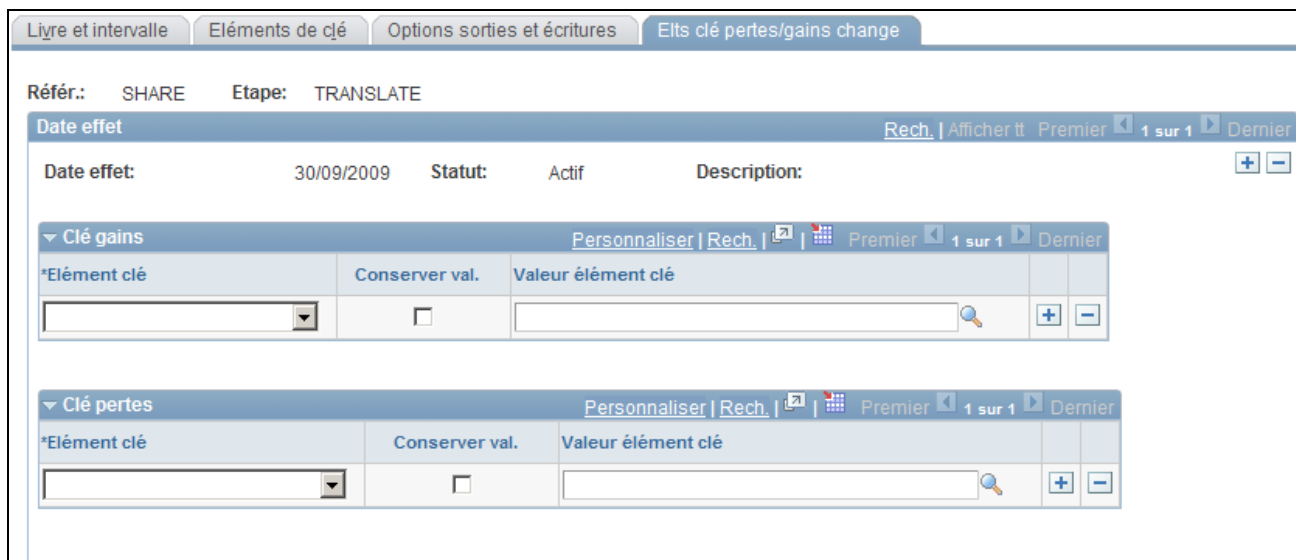 Livre et intervalle Eléments de clé Options sorties et écritures Elts clé pertes/gains change
Référ.: SHARE Etape: TRANSLATE
Date effet Rech. | Afficher tt Premier 1 sur 1 Dernier
Date effet: 30/09/2009 Statut: Actif Description:
Clé gains Personnaliser | Rech. | | Premier 1 sur 1 Dernier
*Elément clé Conserver val. Valeur élément clé
Clé pertes Personnaliser | Rech. | | Premier 1 sur 1 Dernier
*Elément clé Conserver val. Valeur élément clé